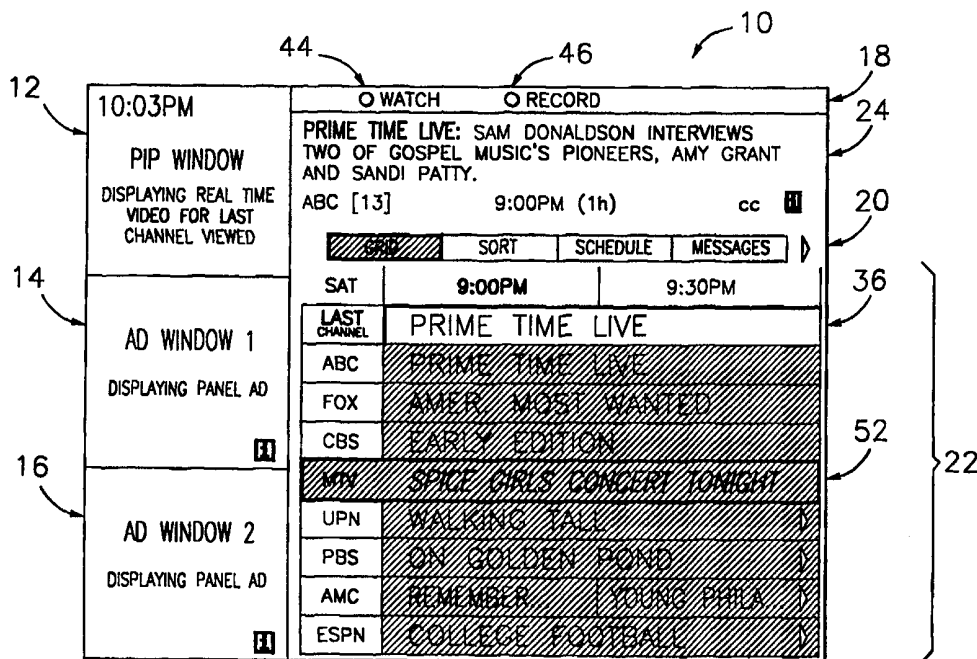 10
44
46
18
12
10:03PM
WATCH
RECORD
24
PIP WINDOW
DISPLAYING REAL TIME
VIDEO FOR LAST
CHANNEL VIEWED
PRIME TIME LIVE: SAM DONALDSON INTERVIEWS
TWO OF GOSPEL MUSIC'S PIONEERS, AMY GRANT
AND SANDI PATTY.
ABC [13] 9:00PM (1h) cc i
20
GRID SORT SCHEDULE MESSAGES
14
SAT 9:00PM 9:30PM
36
AD WINDOW 1
DISPLAYING PANEL AD
i
LAST
CHANNEL
PRIME TIME LIVE
ABC PRIME TIME LIVE
FOX AMER. MOST WANTED
CBS EARLY EDITION
52
22
16
MTV SPICE GIRLS CONCERT TONIGHT
AD WINDOW 2
DISPLAYING PANEL AD
i
UPN WALKING TALL
PBS ON GOLDEN POND
AMC REMEMBER... YOUNG PHILA...
ESPN COLLEGE FOOTBALL